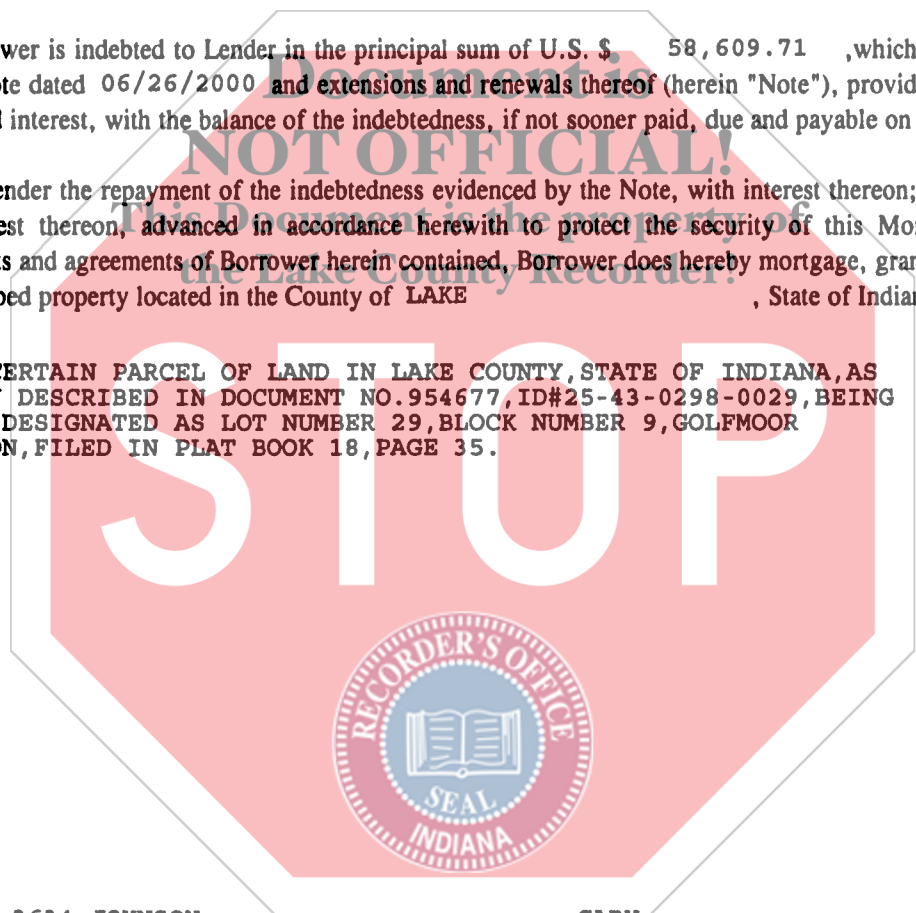 wer is indebted to Lender in the principal sum of U.S. $ 58,609.71 ,which
te dated 06/26/2000 and extensions and renewals thereof (herein "Note"), provid
Document is
l interest, with the balance of the indebtedness, if not sooner paid, due and payable on
NOT OFFICIAL!
ender the repayment of the indebtedness evidenced by the Note, with interest thereon;
This Document is the property of
est thereon, advanced in accordance herewith to protect the security of this Mo
s and agreements of Borrower herein contained, Borrower does hereby mortgage, gran
the Lake County Recorder!
bed property located in the County of LAKE , State of Indian
CERTAIN PARCEL OF LAND IN LAKE COUNTY,STATE OF INDIANA,AS
DESCRIBED IN DOCUMENT NO.954677,ID#25-43-0298-0029,BEING
DESIGNATED AS LOT NUMBER 29,BLOCK NUMBER 9,GOLFMOOR
N,FILED IN PLAT BOOK 18,PAGE 35.
STOP
RECORDER'S OFFICE
SEAL
INDIANA